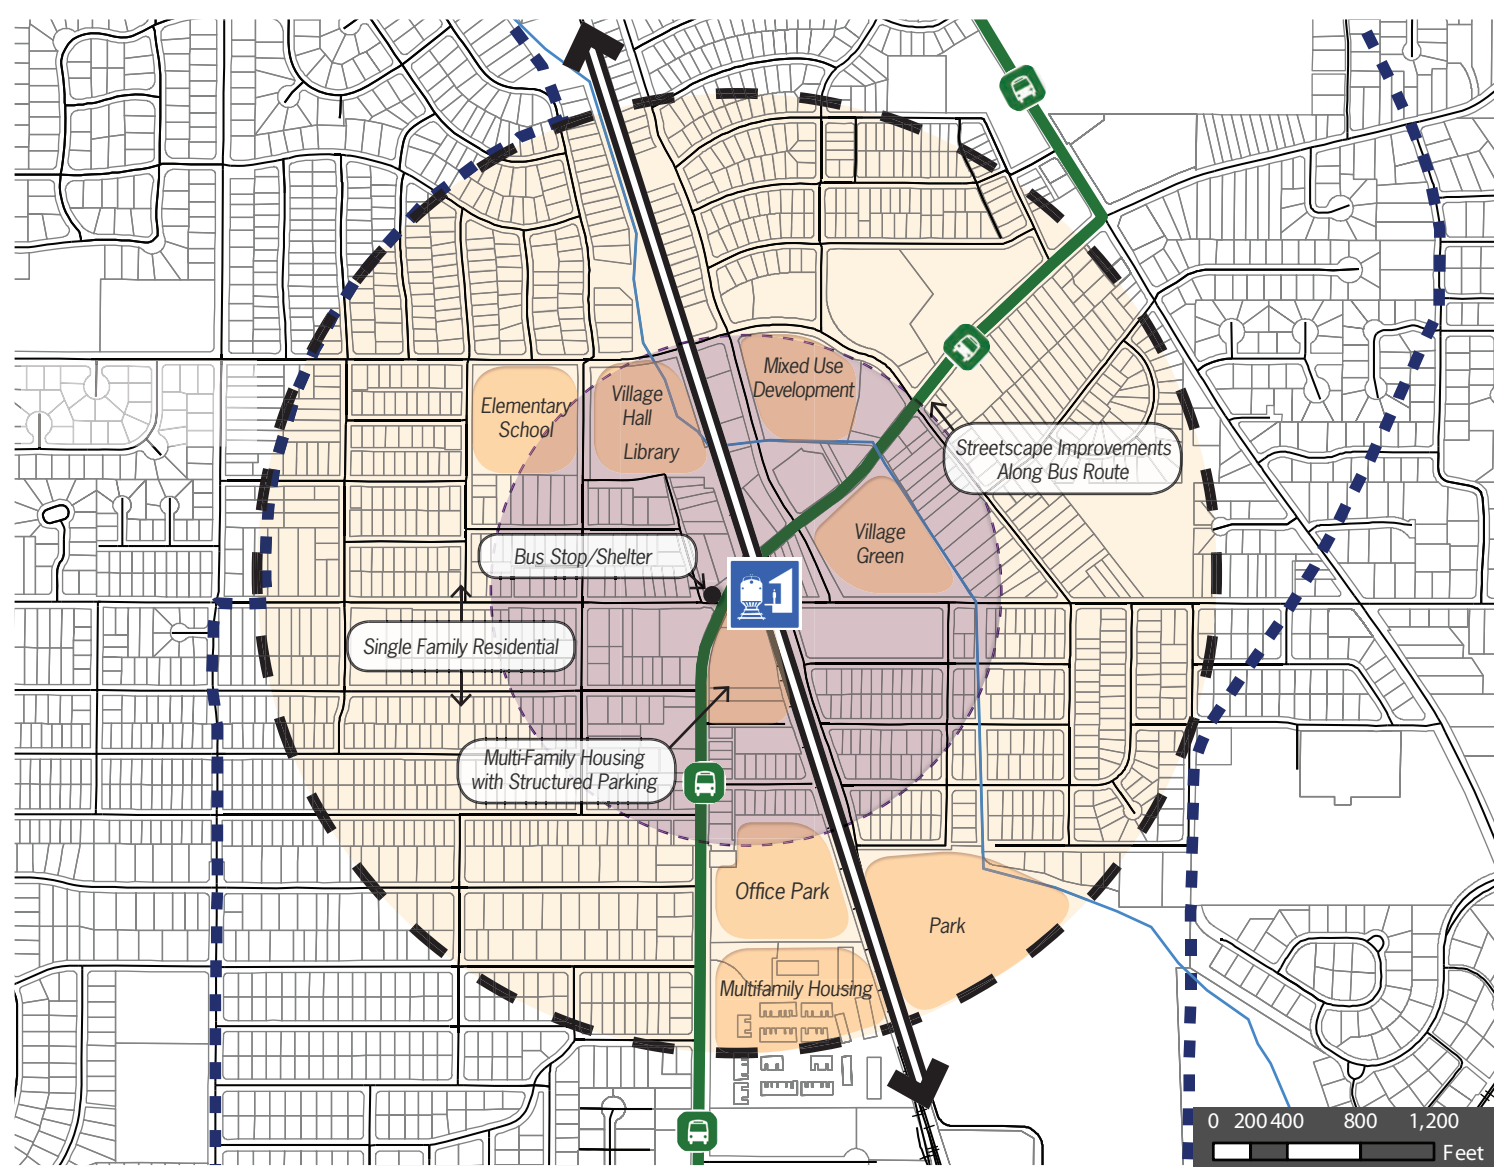 Mixed Use
Development
Village
Hall
Library
Elementary
School
Streetscape Improvements
Along Bus Route
Village
Green
Bus Stop/Shelter
Single Family Residential
Multi-Family Housing
with Structured Parking
Office Park
Park
Multifamily Housing
0 200 400 800 1,200
Feet